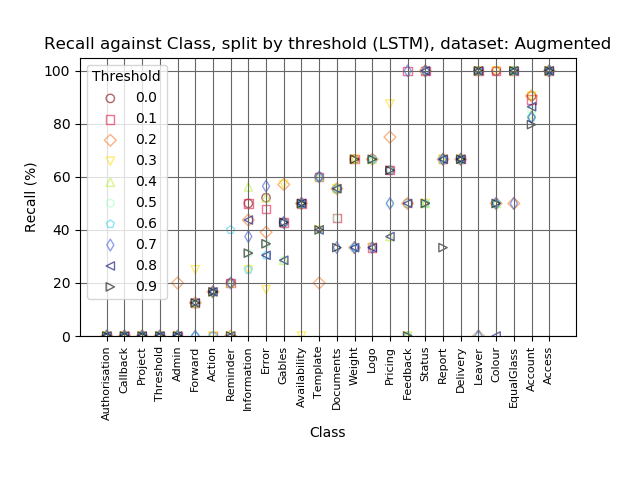 Recall against Class, split by threshold (LSTM), dataset: Augmented
Recall (%)
100
80
60
40
20
0
Threshold
0.0
0.1
0.2
0.3
0.4
0.5
0.6
0.7
0.8
0.9
Authorisation
Callback
Project
Threshold
Admin
Forward
Action
Reminder
Information
Error
Gables
Availability
Template
Documents
Weight
Logo
Pricing
Feedback
Status
Report
Delivery
Leaver
Colour
EqualGlass
Account
Access
Class